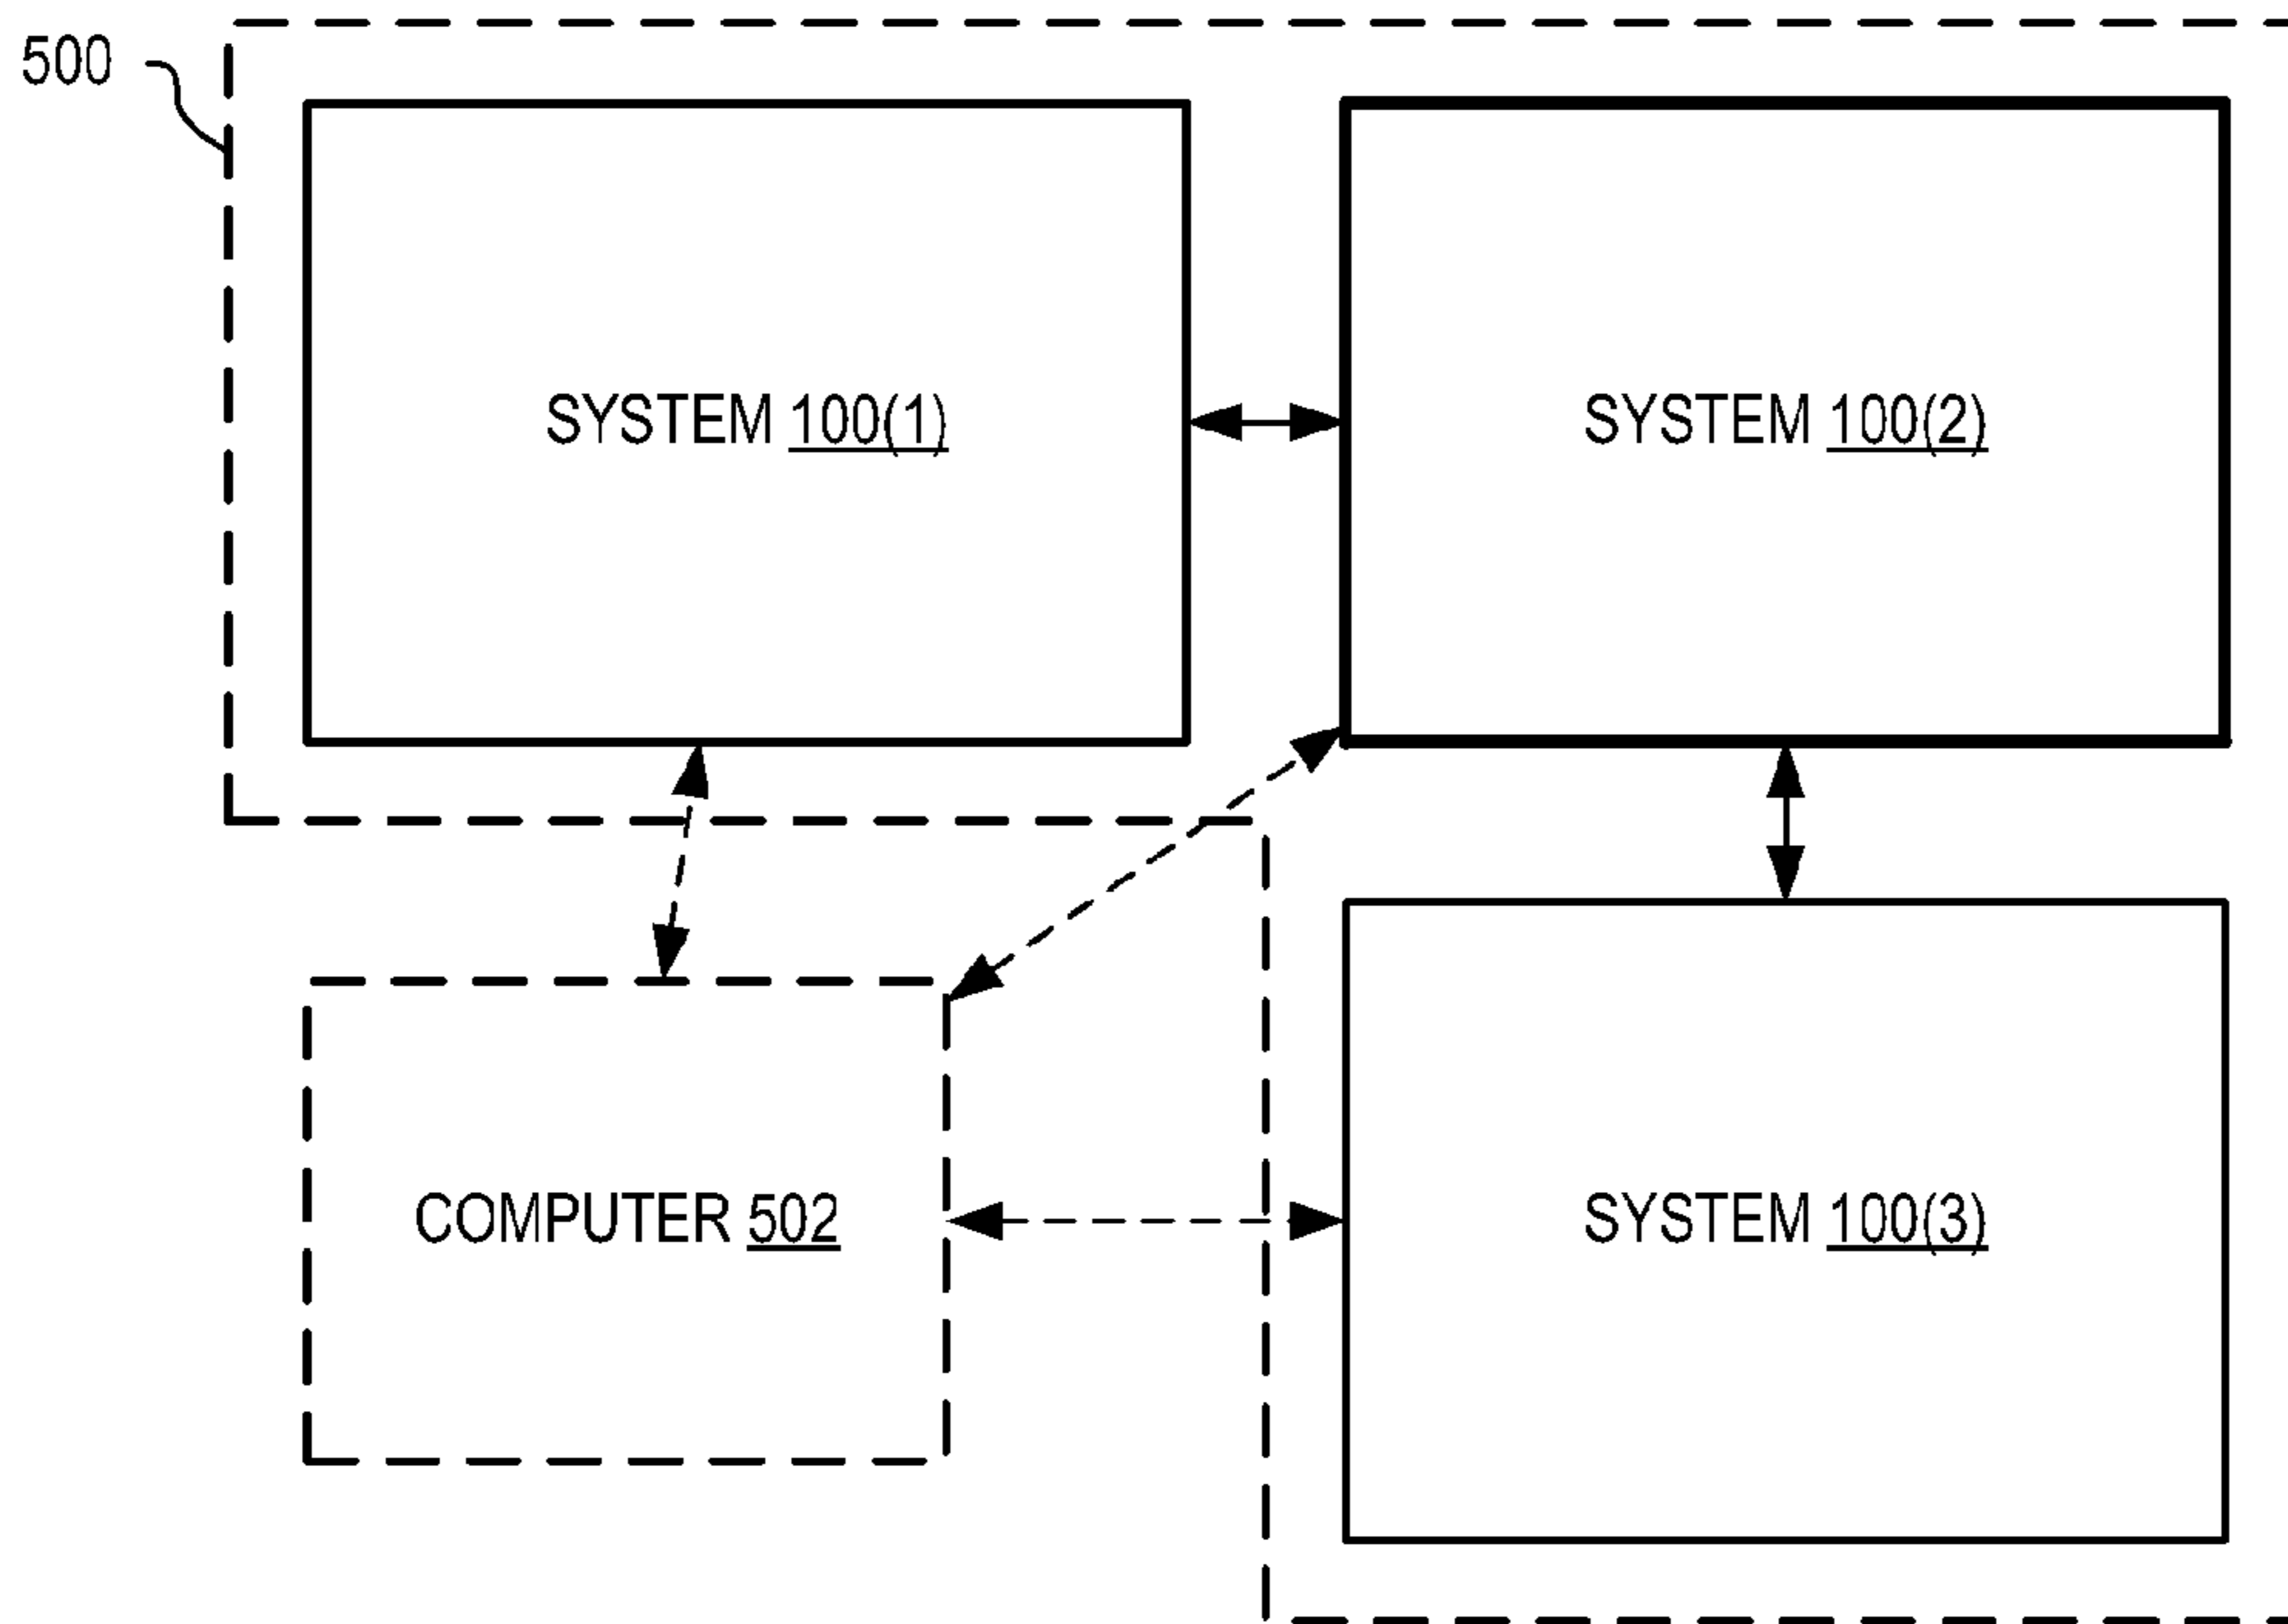 500
SYSTEM 100(1)
SYSTEM 100(2)
COMPUTER 502
SYSTEM 100(3)